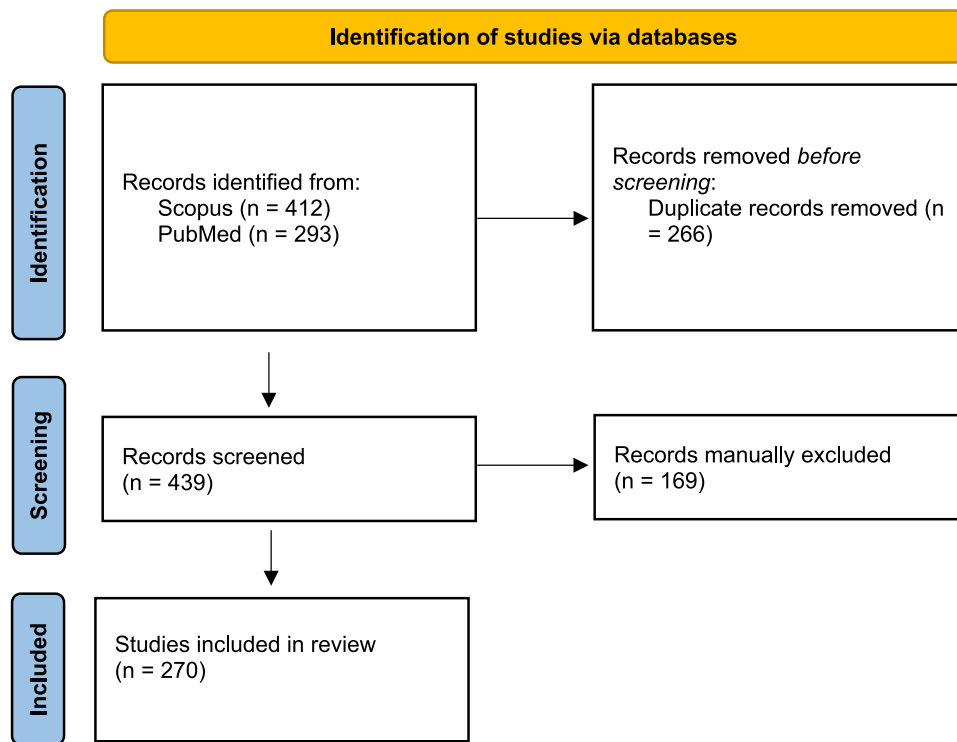 Identification of studies via databases
Identification
Records identified from:
Scopus (n = 412)
PubMed (n = 293)
Records removed before
screening:
Duplicate records removed (n
= 266)
Screening
Records screened
(n = 439)
Records manually excluded
(n = 169)
Included
Studies included in review
(n = 270)